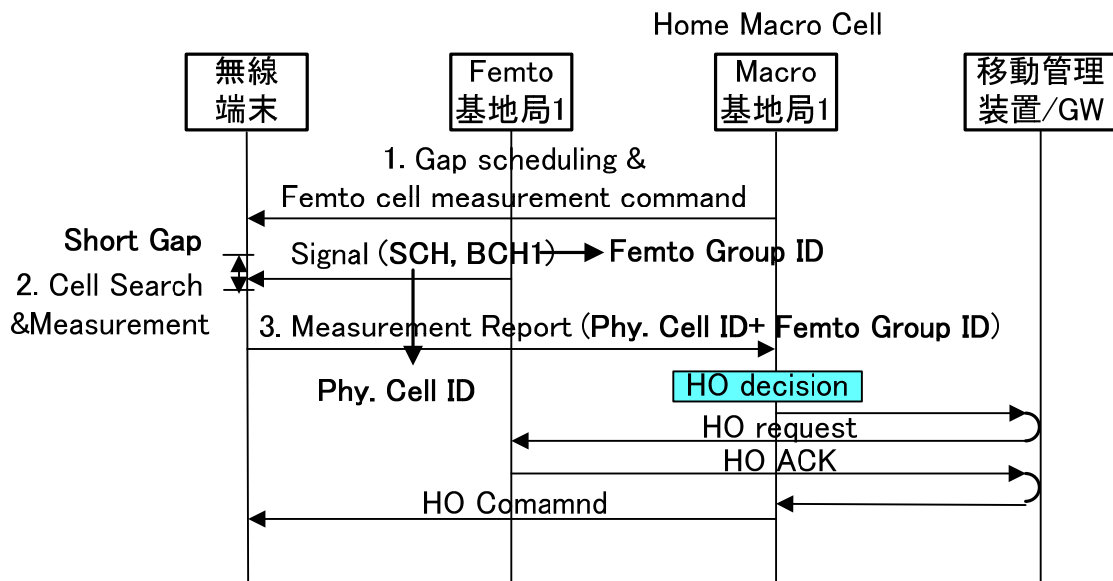 Home Macro Cell
無線
端末
Femto
基地局1
Macro
基地局1
移動管理
装置/GW
1. Gap scheduling &
Femto cell measurement command
Short Gap
Signal (SCH, BCH1)
Femto Group ID
2. Cell Search
&Measurement
3. Measurement Report (Phy. Cell ID+ Femto Group ID)
Phy. Cell ID
HO decision
HO request
HO ACK
HO Comamnd